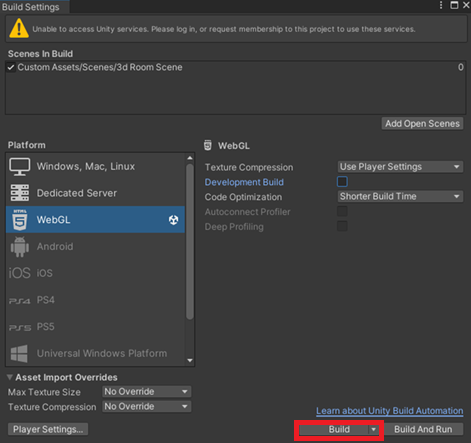 Build Settings
Unable to access Unity services. Please log in, or request membership to this project to use these services.
Scenes In Build
Custom Assets/Scenes/3d Room Scene 0
Add Open Scenes
Platform
Windows, Mac, Linux
Dedicated Server
WebGL
Android
iOS iOS
PS4 PS4
PS5 PS5
Universal Windows Platform
WebGL
Texture Compression Use Player Settings
Development Build
Code Optimization Shorter Build Time
Autoconnect Profiler
Deep Profiling
Asset Import Overrides
Max Texture Size No Override
Texture Compression No Override
Learn about Unity Build Automation
Player Settings... Build Build And Run